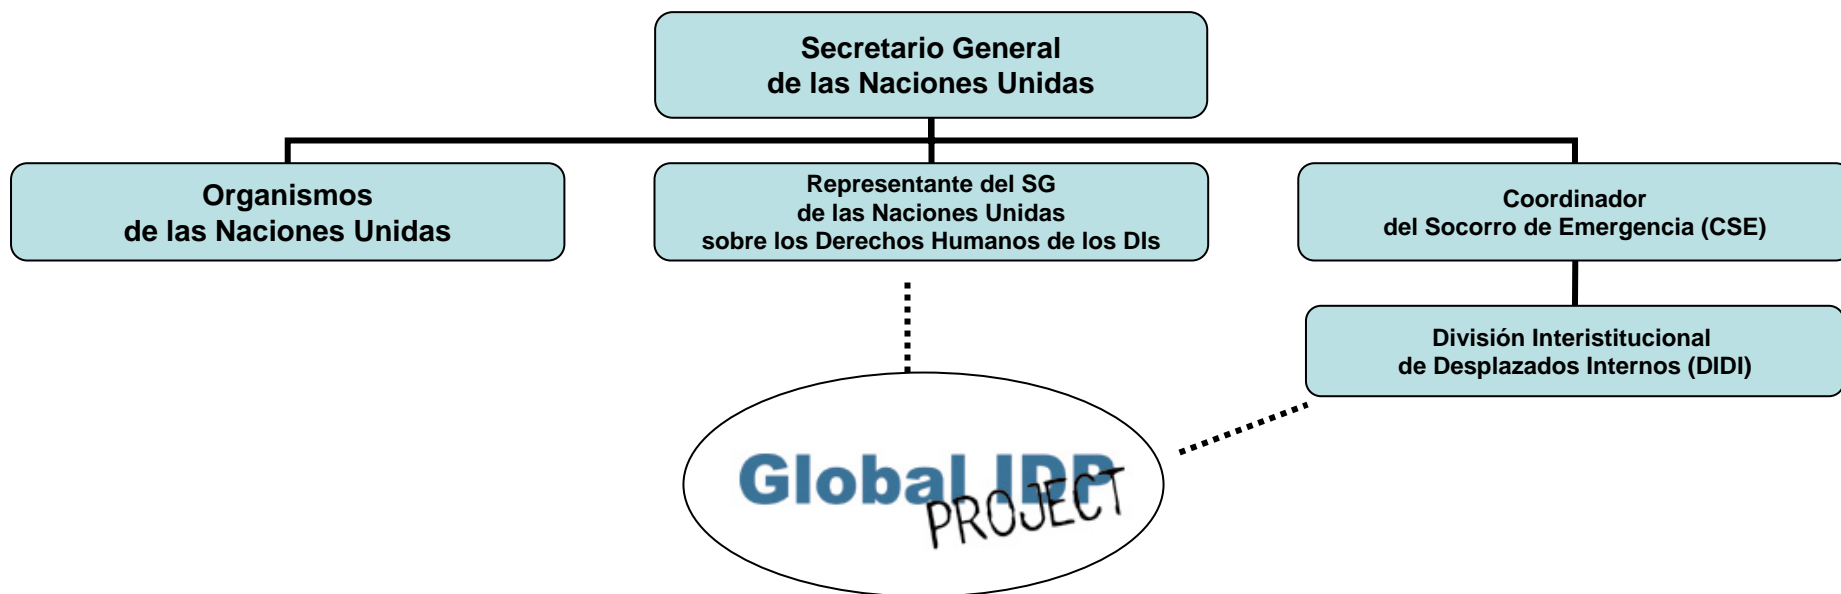 Secretario General
de las Naciones Unidas
Organismos
de las Naciones Unidas
Representante del SG
de las Naciones Unidas
sobre los Derechos Humanos de los DIs
Coordinador
del Socorro de Emergencia (CSE)
División Interistitucional
de Desplazados Internos (DIDI)
Global IDP
PROJECT